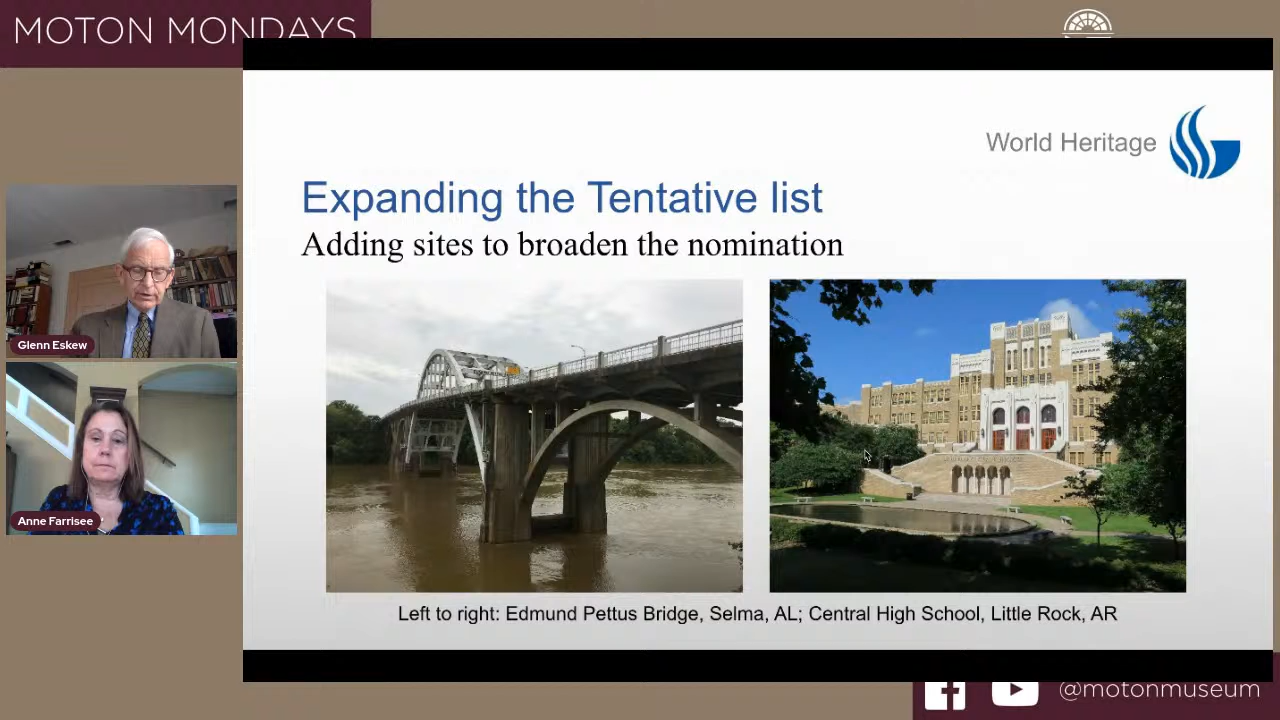 MOTON MONDAYS
World Heritage
Expanding the Tentative list
Adding sites to broaden the nomination
Glenn Eskew
Anne Farrisee
Left to right: Edmund Pettus Bridge, Selma, AL; Central High School, Little Rock, AR
@motonmuseum